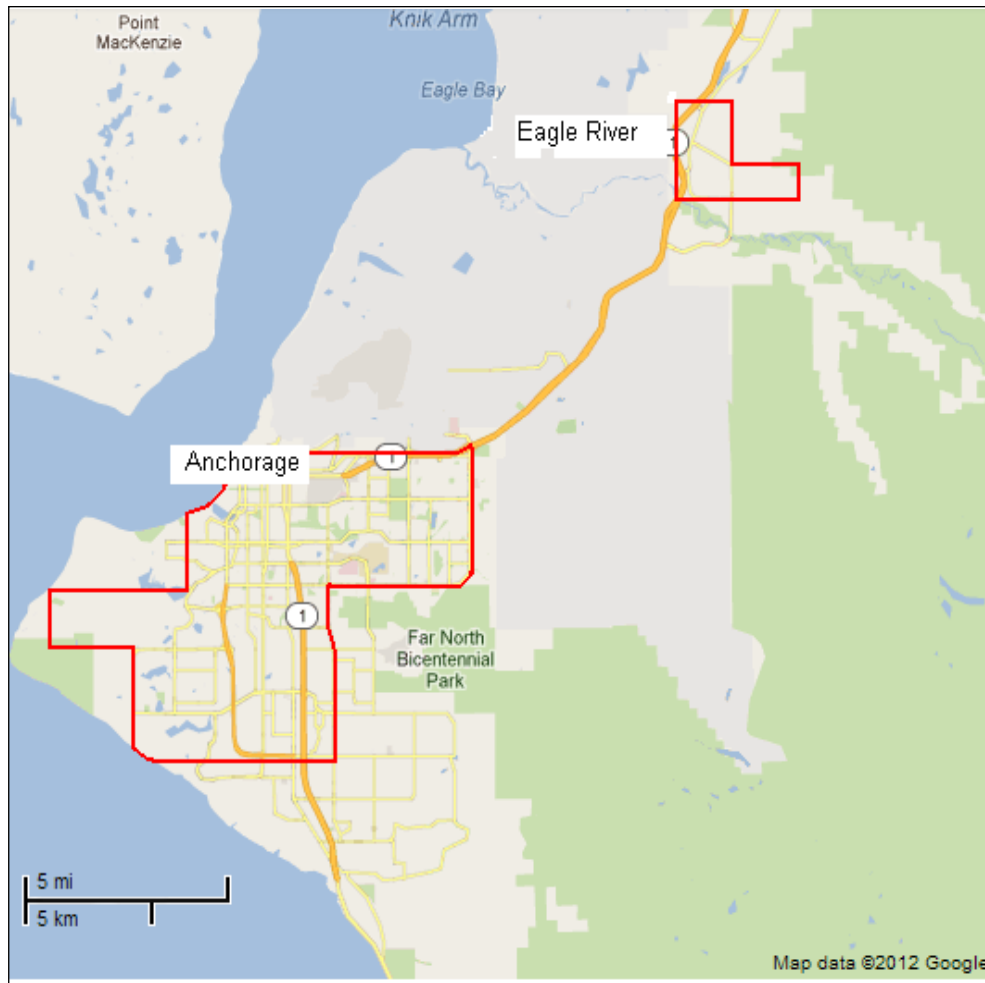 Point
MacKenzie
Knik Arm
Eagle Bay
Eagle River
1
Anchorage
1
1
Far North
Bicentennial
Park
5 mi
5 km
Map data ©2012 Google